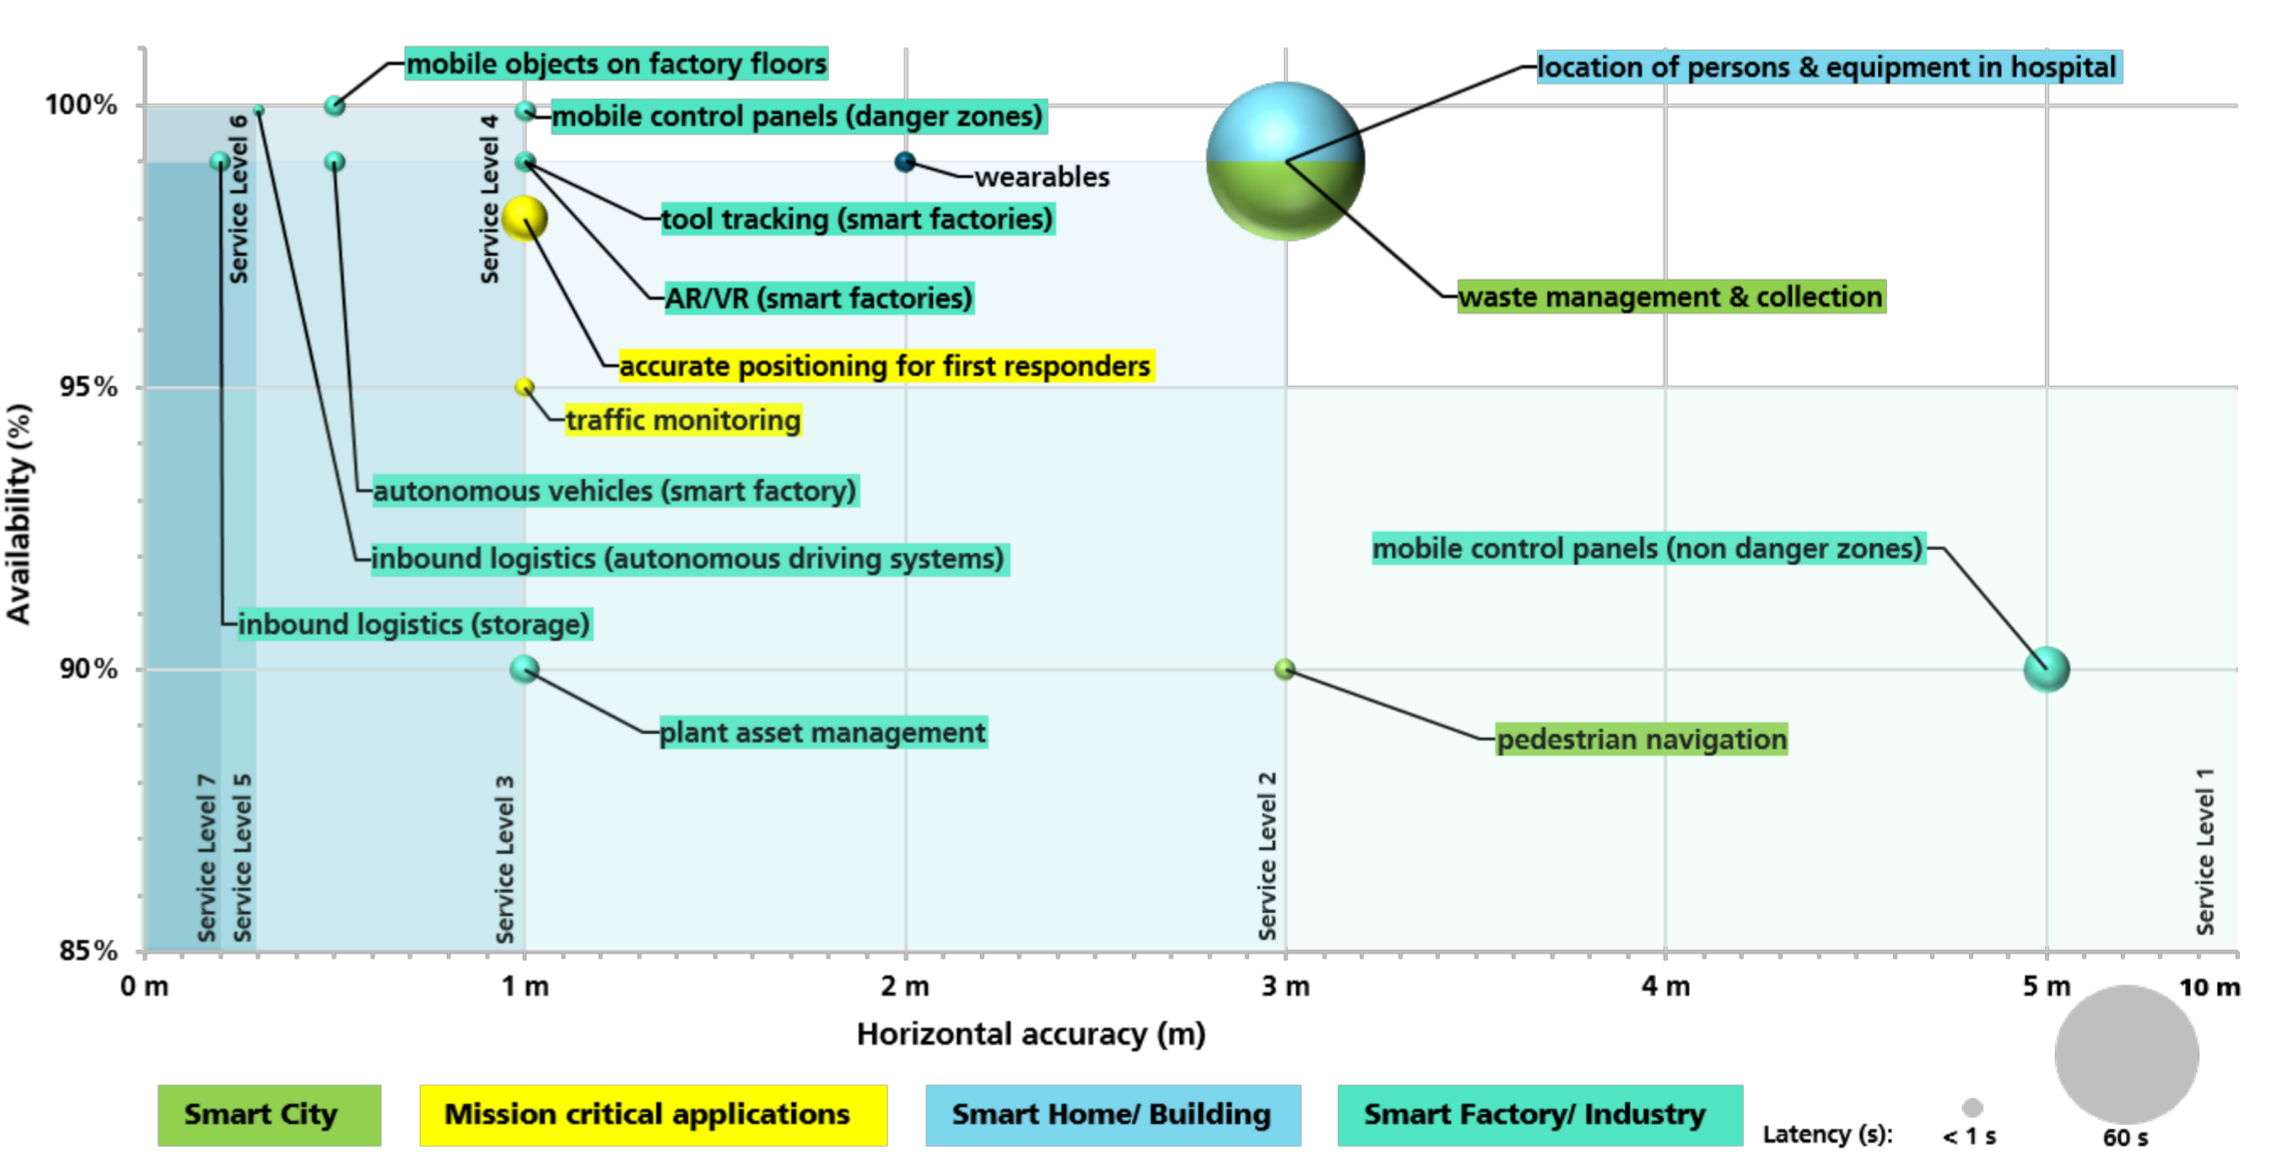 mobile objects on factory floors
location of persons & equipment in hospital
100%
mobile control panels (danger zones)
Service Level 6
Service Level 4
wearables
tool tracking (smart factories)
AR/VR (smart factories)
waste management & collection
accurate positioning for first responders
95%
traffic monitoring
Availability (%)
autonomous vehicles (smart factory)
inbound logistics (autonomous driving systems)
mobile control panels (non danger zones)
inbound logistics (storage)
90%
plant asset management
pedestrian navigation
Service Level 7
Service Level 5
Service Level 3
Service Level 2
Service Level 1
85%
0 m
1 m
2 m
3 m
4 m
5 m
10 m
Horizontal accuracy (m)
Smart City
Mission critical applications
Smart Home/ Building
Smart Factory/ Industry
Latency (s):
< 1 s
60 s